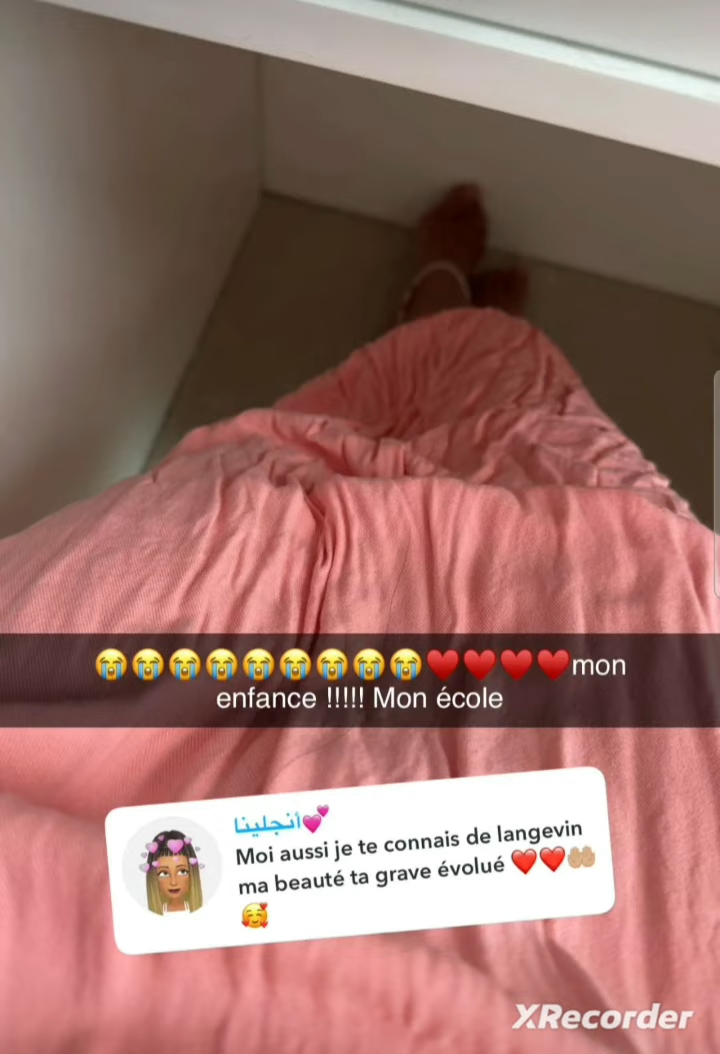 😭😭😭😭😭😭😭😭😭❤️❤️❤️❤️mon
enfance !!!!! Mon école
أنجلينا💕
Moi aussi je te connais de langevin
ma beauté ta grave évolué ❤️❤️🤲🏼
🥰
XRecorder